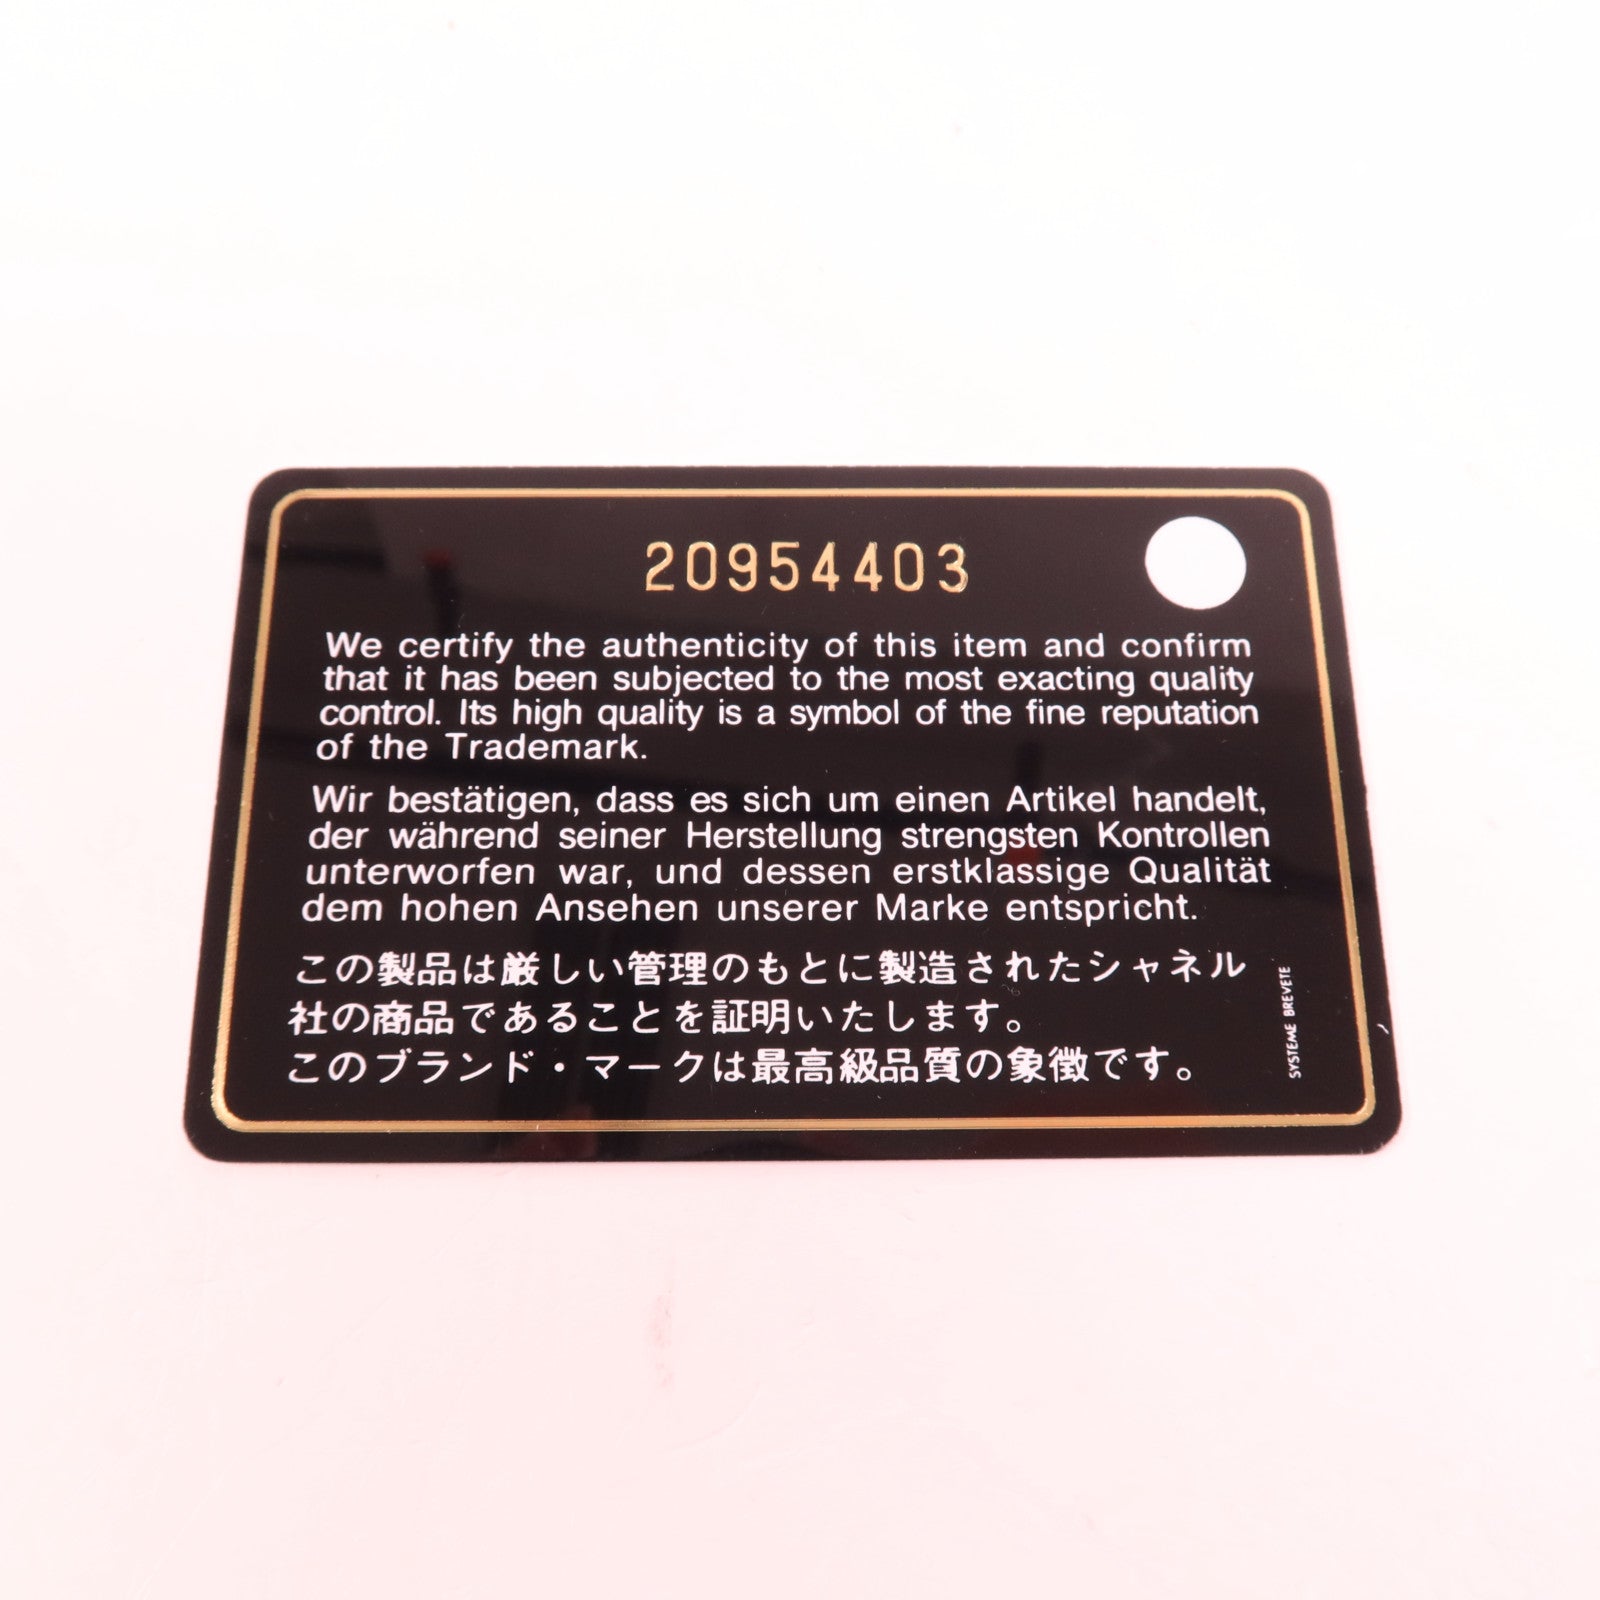 20954403
We certify the authenticity of this item and confirm
that it has been subjected to the most exacting quality
control. Its high quality is a symbol of the fine reputation
of the Trademark.
Wir bestätigen, dass es sich um einen Artikel handelt,
der während seiner Herstellung strengsten Kontrollen
unterworfen war, und dessen erstklassige Qualität
dem hohen Ansehen unserer Marke entspricht.
この製品は厳しい管理のもとに製造されたシャネル
社の商品であることを証明いたします。
このブランド・マークは最高級品質の象徴です。
SYSTEME BREVETE